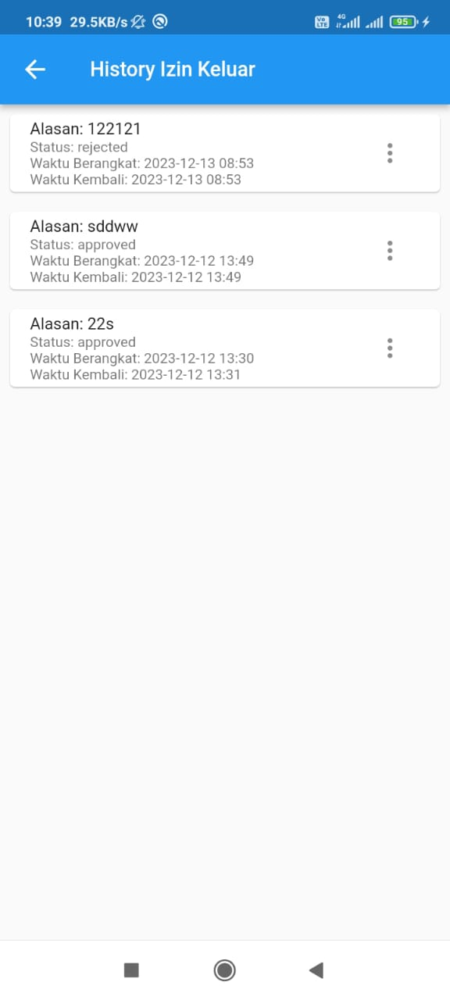 10:39 29.5KB/s Vo LTE 4G 95
History Izin Keluar
Alasan: 122121
Status: rejected
Waktu Berangkat: 2023-12-13 08:53
Waktu Kembali: 2023-12-13 08:53
Alasan: sddww
Status: approved
Waktu Berangkat: 2023-12-12 13:49
Waktu Kembali: 2023-12-12 13:49
Alasan: 22s
Status: approved
Waktu Berangkat: 2023-12-12 13:30
Waktu Kembali: 2023-12-12 13:31